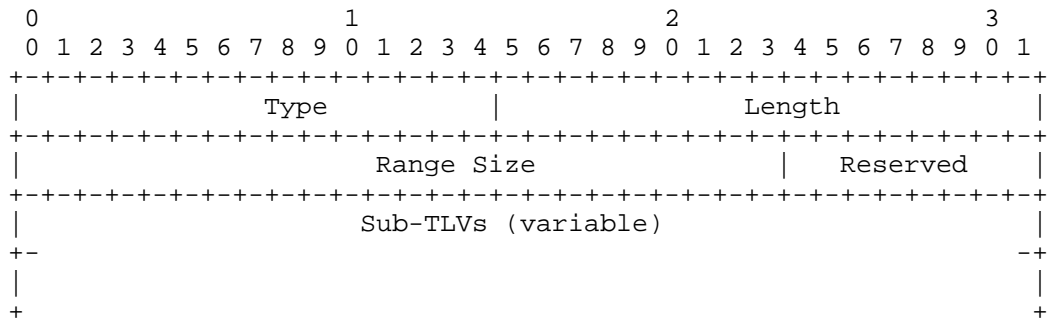 0                   1                   2                   3
 0 1 2 3 4 5 6 7 8 9 0 1 2 3 4 5 6 7 8 9 0 1 2 3 4 5 6 7 8 9 0 1
+-+-+-+-+-+-+-+-+-+-+-+-+-+-+-+-+-+-+-+-+-+-+-+-+-+-+-+-+-+-+-+-+
|               Type           |               Length            |
+-+-+-+-+-+-+-+-+-+-+-+-+-+-+-+-+-+-+-+-+-+-+-+-+-+-+-+-+-+-+-+-+
|                      Range Size               |   Reserved     |
+-+-+-+-+-+-+-+-+-+-+-+-+-+-+-+-+-+-+-+-+-+-+-+-+-+-+-+-+-+-+-+-+
|                     Sub-TLVs (variable)                        |
+-                                                              -+
|                                                                |
+                                                                +